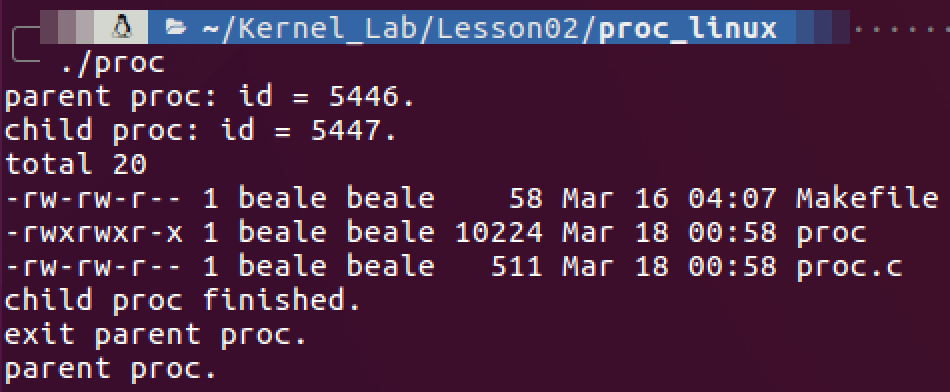 ~/Kernel_Lab/Lesson02/proc_linux
./proc
parent proc: id = 5446.
child proc: id = 5447.
total 20
-rw-rw-r-- 1 beale beale    58 Mar 16 04:07 Makefile
-rwxrwxr-x 1 beale beale 10224 Mar 18 00:58 proc
-rw-rw-r-- 1 beale beale   511 Mar 18 00:58 proc.c
child proc finished.
exit parent proc.
parent proc.